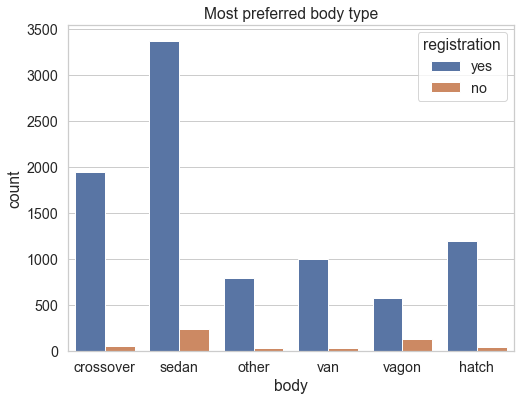 Most preferred body type
registration
yes
no
count
3500
3000
2500
2000
1500
1000
500
0
crossover sedan other van vagon hatch
body